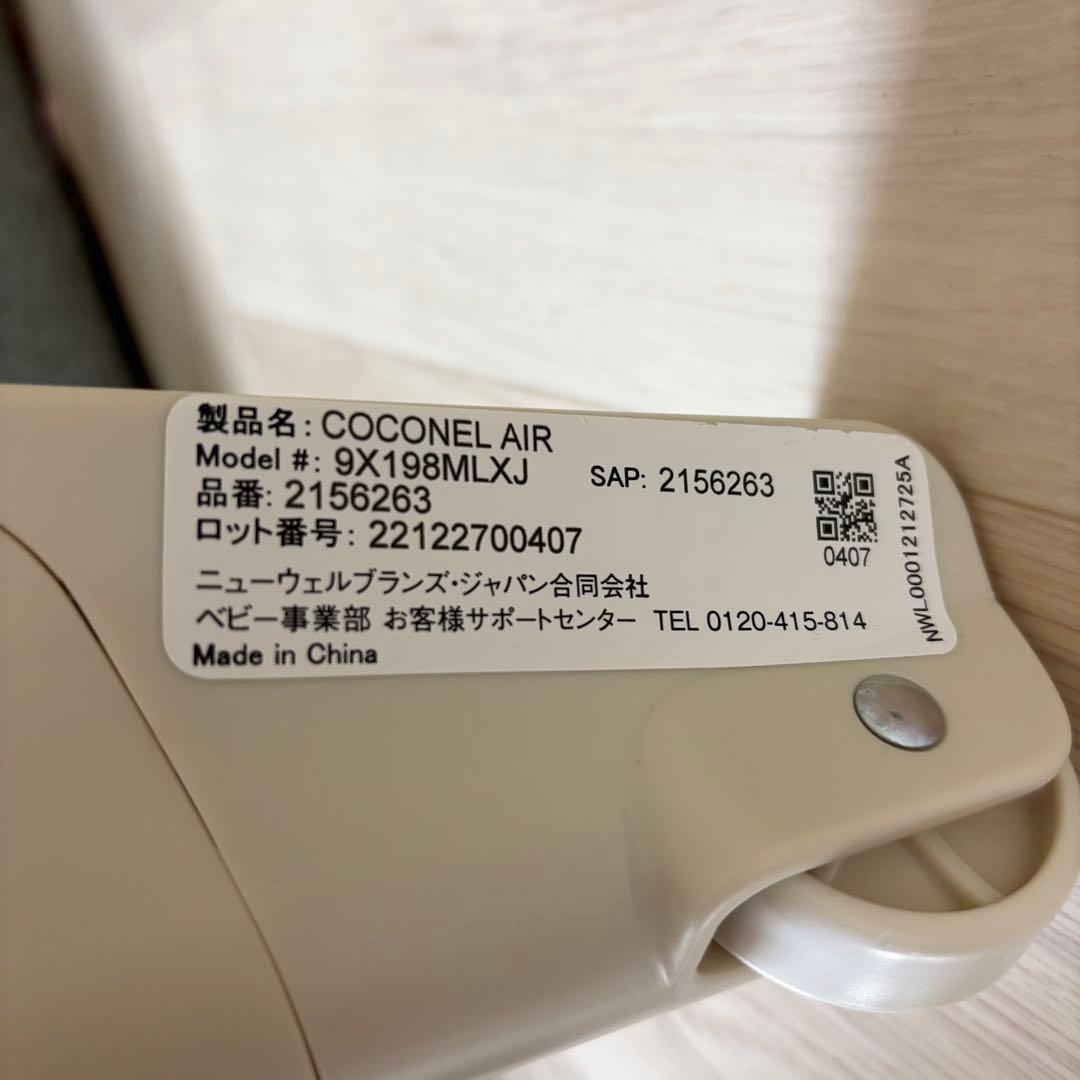 製品名: COCONEL AIR
Model #: 9X198MLXJ
SAP: 2156263
品番: 2156263
ロット番号: 22122700407
0407
NWL0001212725A
ニューウェルブランズ・ジャパン合同会社
ベビー事業部 お客様サポートセンター TEL 0120-415-814
Made in China